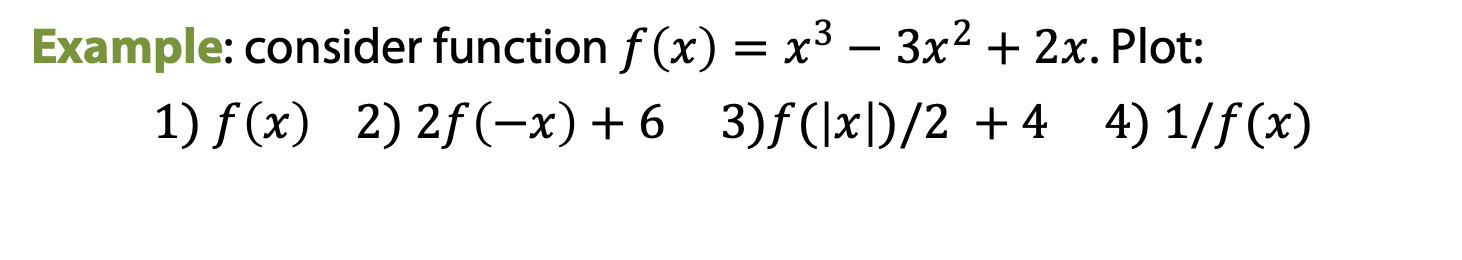 Example: consider function f(x) = x³ − 3x² + 2x. Plot:
1) f(x) 2) 2f(−x) + 6 3)f(|x|)/2 + 4 4) 1/f(x)